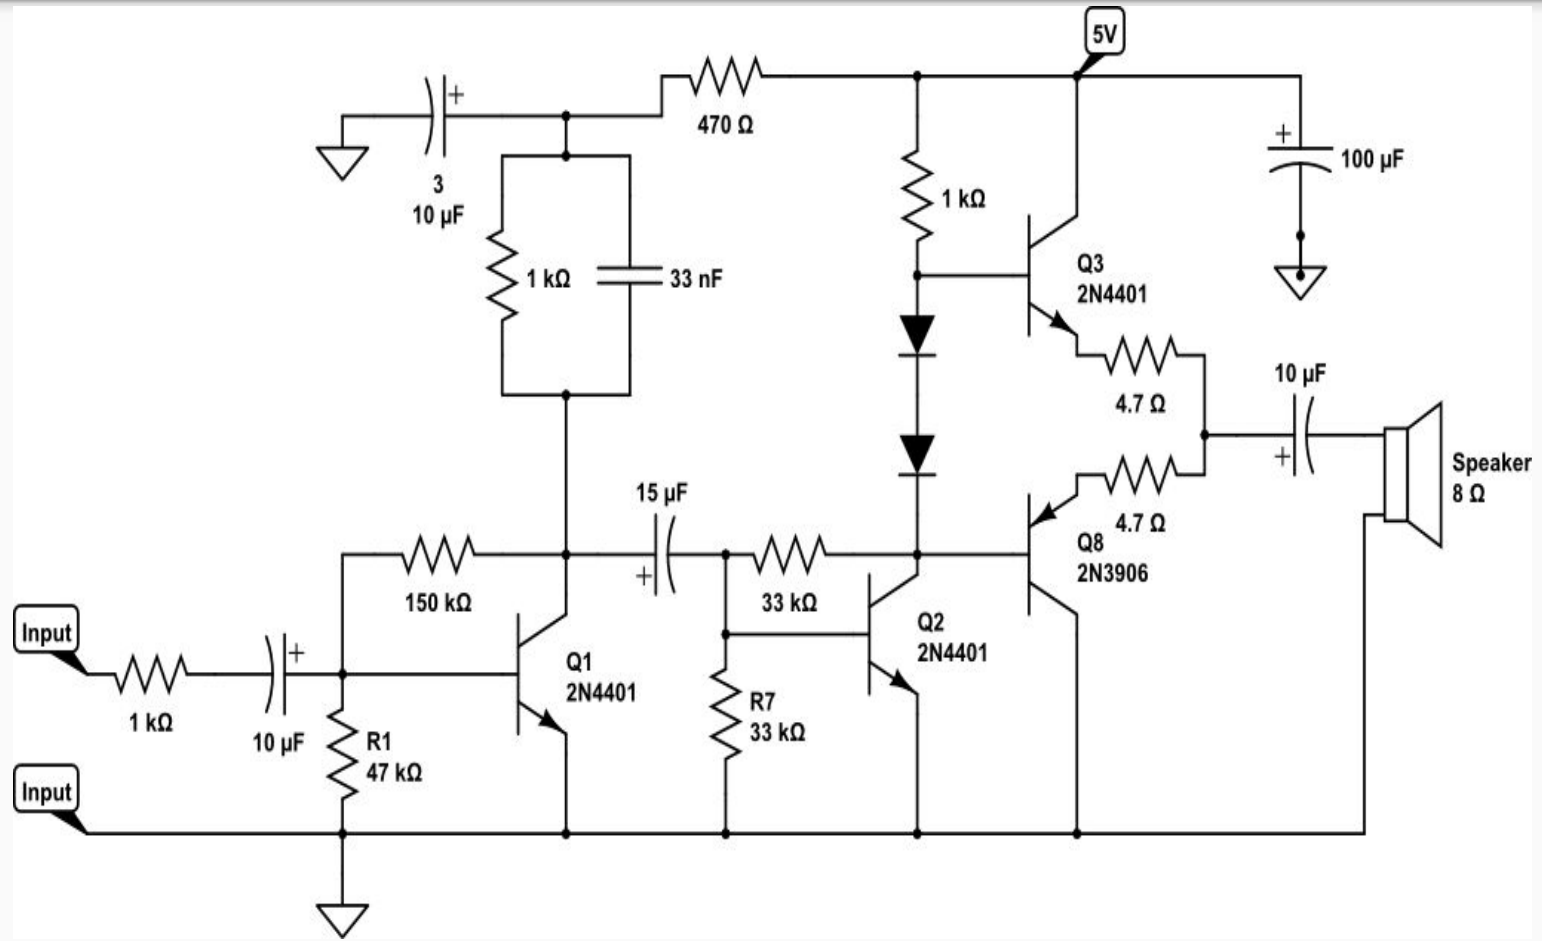 5V
+
470 Ω
3
10 µF
+
100 µF
1 kΩ
1 kΩ
33 nF
Q3
2N4401
4.7 Ω
10 µF
+
Speaker
8 Ω
4.7 Ω
Q8
2N3906
15 µF
+
150 kΩ
33 kΩ
Q2
2N4401
Input
1 kΩ
+
10 µF
Q1
2N4401
R1
47 kΩ
R7
33 kΩ
Input